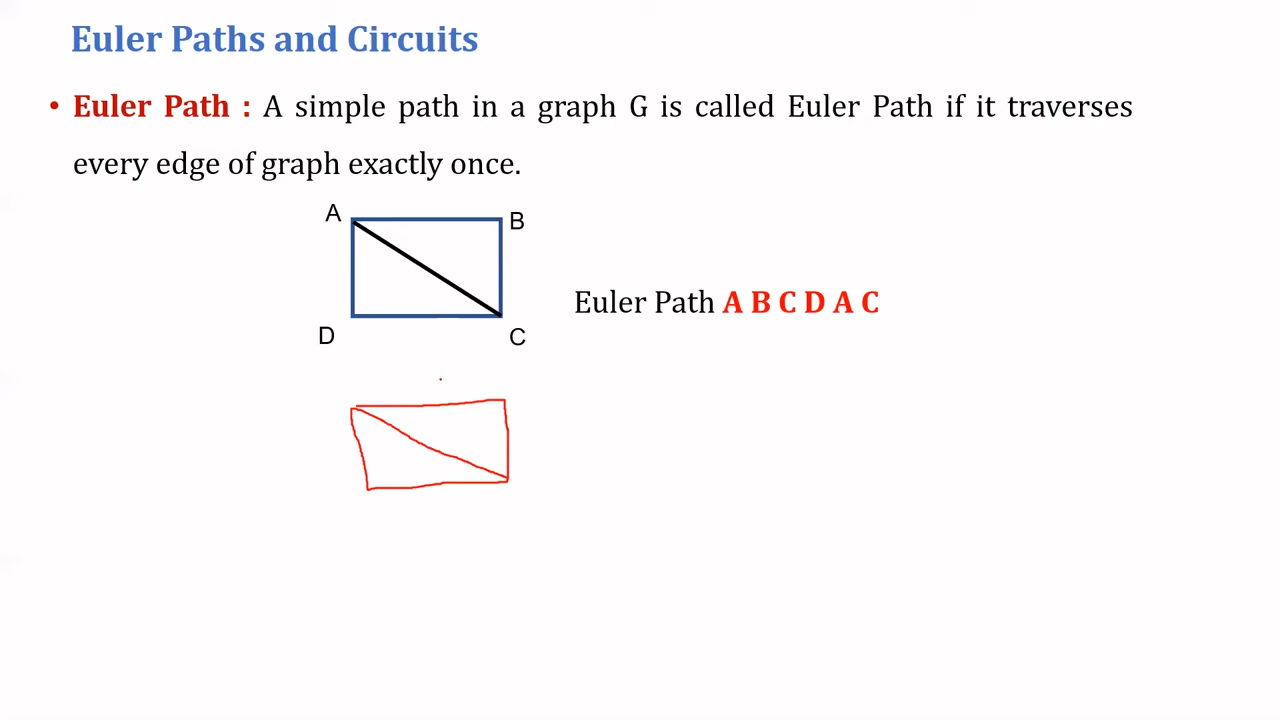 Euler Paths and Circuits
• Euler Path : A simple path in a graph G is called Euler Path if it traverses
every edge of graph exactly once.
A
B
Euler Path A B C D A C
D
C